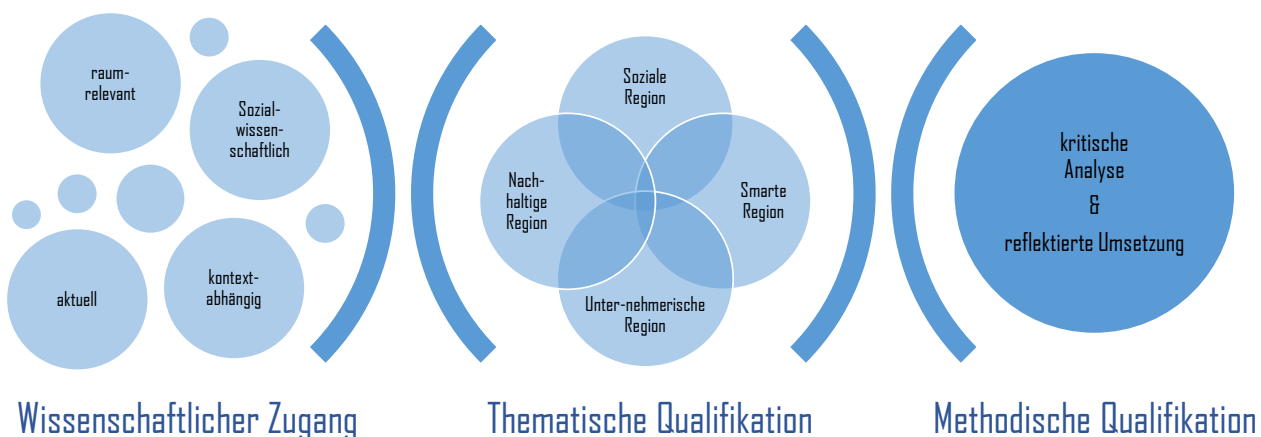 raum-
relevant
Sozial-
wissen-
schaftlich
aktuell
kontext-
abhängig
Wissenschaftlicher Zugang
Soziale
Region
Nach-
haltige
Region
Smarte
Region
Unter-nehmerische
Region
Thematische Qualifikation
kritische
Analyse
&
reflektierte Umsetzung
Methodische Qualifikation